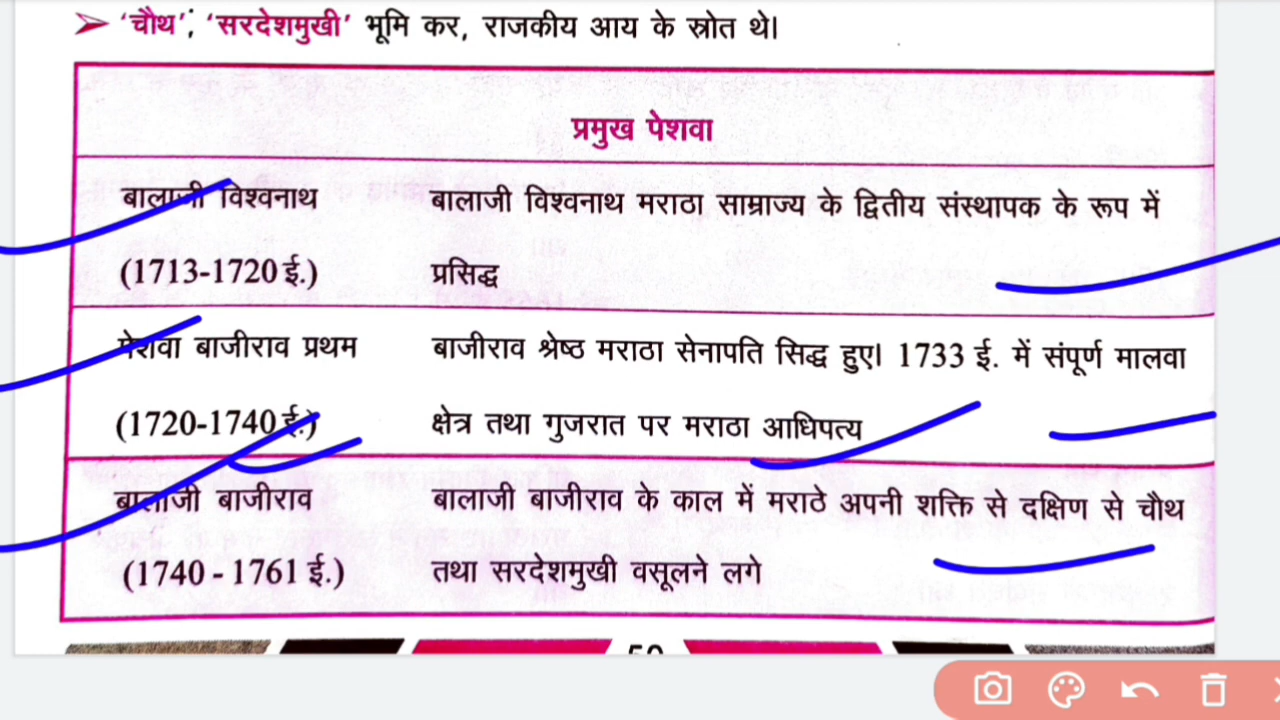 ➤ 'चौथ', 'सरदेशमुखी' भूमि कर, राजकीय आय के स्रोत थे।
प्रमुख पेशवा
बालाजी विश्वनाथ
(1713-1720 ई.)
बालाजी विश्वनाथ मराठा साम्राज्य के द्वितीय संस्थापक के रूप में
प्रसिद्ध
पेशवा बाजीराव प्रथम
(1720-1740 ई.)
बाजीराव श्रेष्ठ मराठा सेनापति सिद्ध हुए। 1733 ई. में संपूर्ण मालवा
क्षेत्र तथा गुजरात पर मराठा आधिपत्य
बालाजी बाजीराव
(1740 - 1761 ई.)
बालाजी बाजीराव के काल में मराठे अपनी शक्ति से दक्षिण से चौथ
तथा सरदेशमुखी वसूलने लगे